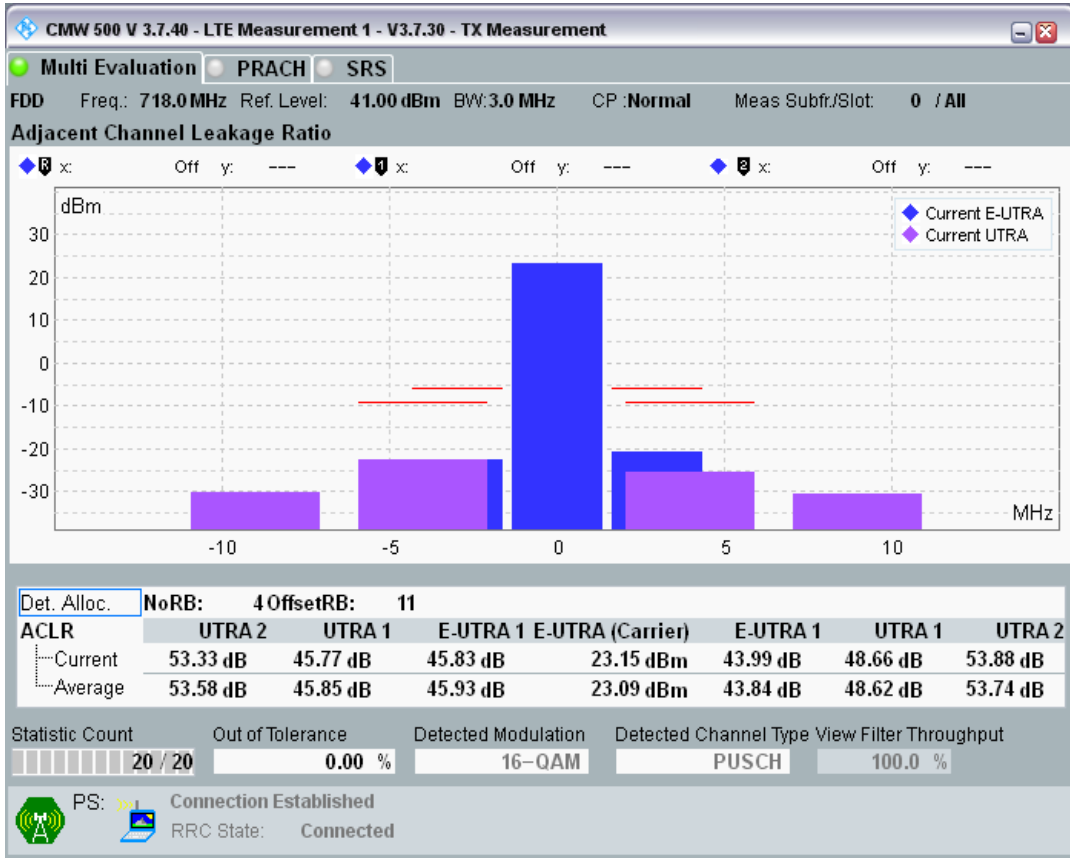 CMW 500 V 3.7.40 - LTE Measurement 1 - V3.7.30 - TX Measurement
Multi Evaluation PRACH SRS
FDD Freq.: 718.0 MHz Ref. Level: 41.00 dBm BW: 3.0 MHz CP :Normal Meas Subfr./Slot: 0 / All
Adjacent Channel Leakage Ratio
R x: Off y: --- 1 x: Off y: --- 2 x: Off y: ---
dBm
Current E-UTRA
Current UTRA
30
20
10
0
-10
-20
-30
MHz
-10 -5 0 5 10
Det. Alloc. NoRB: 4 OffsetRB: 11
ACLR UTRA 2 UTRA 1 E-UTRA 1 E-UTRA (Carrier) E-UTRA 1 UTRA 1 UTRA 2
Current 53.33 dB 45.77 dB 45.83 dB 23.15 dBm 43.99 dB 48.66 dB 53.88 dB
Average 53.58 dB 45.85 dB 45.93 dB 23.09 dBm 43.84 dB 48.62 dB 53.74 dB
Statistic Count Out of Tolerance Detected Modulation Detected Channel Type View Filter Throughput
20 / 20 0.00 % 16-QAM PUSCH 100.0 %
PS: Connection Established
RRC State: Connected